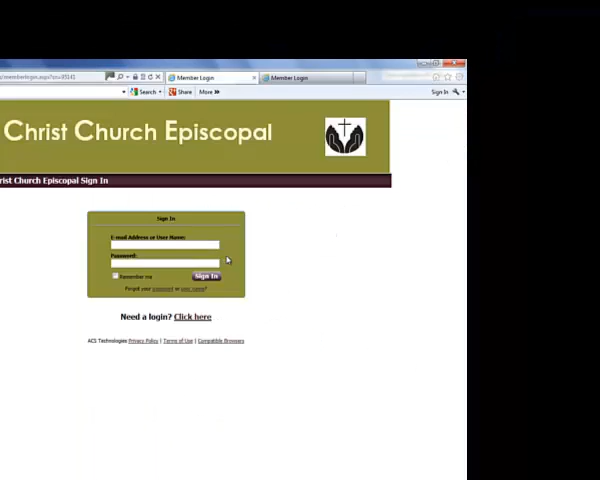 Member Login
Member Login
Search
Share
More
Sign In
Christ Church Episcopal
rist Church Episcopal Sign In
Sign In
E-mail Address or User Name:
Password:
Remember me
Sign In
Forgot your password or user name?
Need a login? Click here
ACS Technologies Privacy Policy | Terms of Use | Compatible Browsers